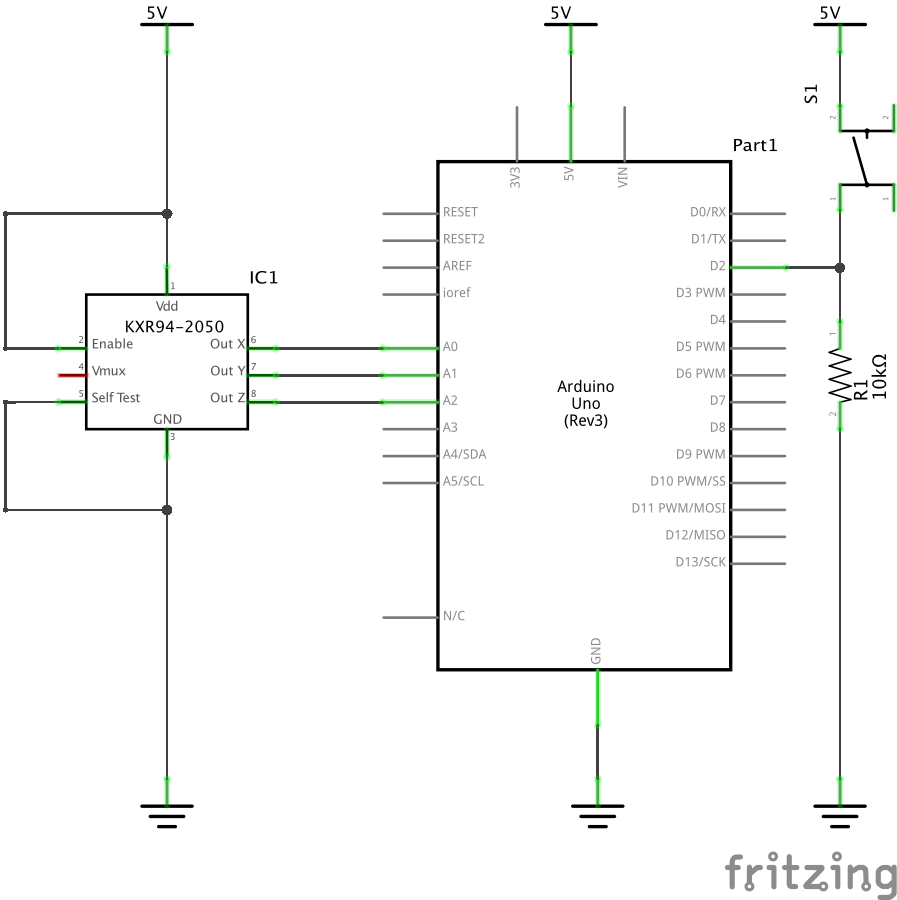 5V
5V
5V
S1
2
2
1
1
Part1
3V3
5V
VIN
RESET
RESET2
AREF
ioref
A0
A1
A2
A3
A4/SDA
A5/SCL
N/C
D0/RX
D1/TX
D2
D3 PWM
D4
D5 PWM
D6 PWM
D7
D8
D9 PWM
D10 PWM/SS
D11 PWM/MOSI
D12/MISO
D13/SCK
GND
Arduino
Uno
(Rev3)
IC1
1
Vdd
KXR94-2050
2
Enable
4
Vmux
5
Self Test
Out X
6
Out Y
7
Out Z
8
GND
3
1
R1
10kΩ
2
fritzing